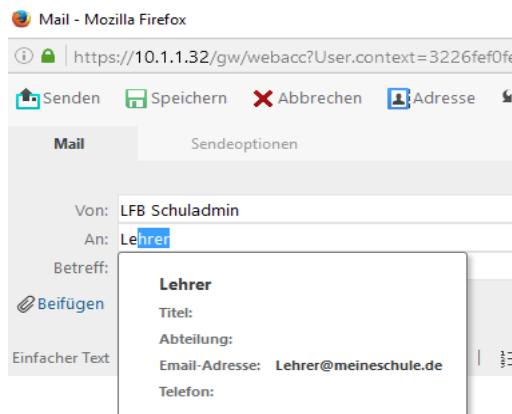 Mail - Mozilla Firefox
https://10.1.1.32/gw/webacc?User.context=3226fef0fe
Senden Speichern Abbrechen Adresse
Mail Sendeoptionen
Von: LFB Schuladmin
An: Lehrer
Betreff:
Beifügen
Lehrer
Titel:
Abteilung:
Einfacher Text
Email-Adresse: Lehrer@meineschule.de
Telefon: